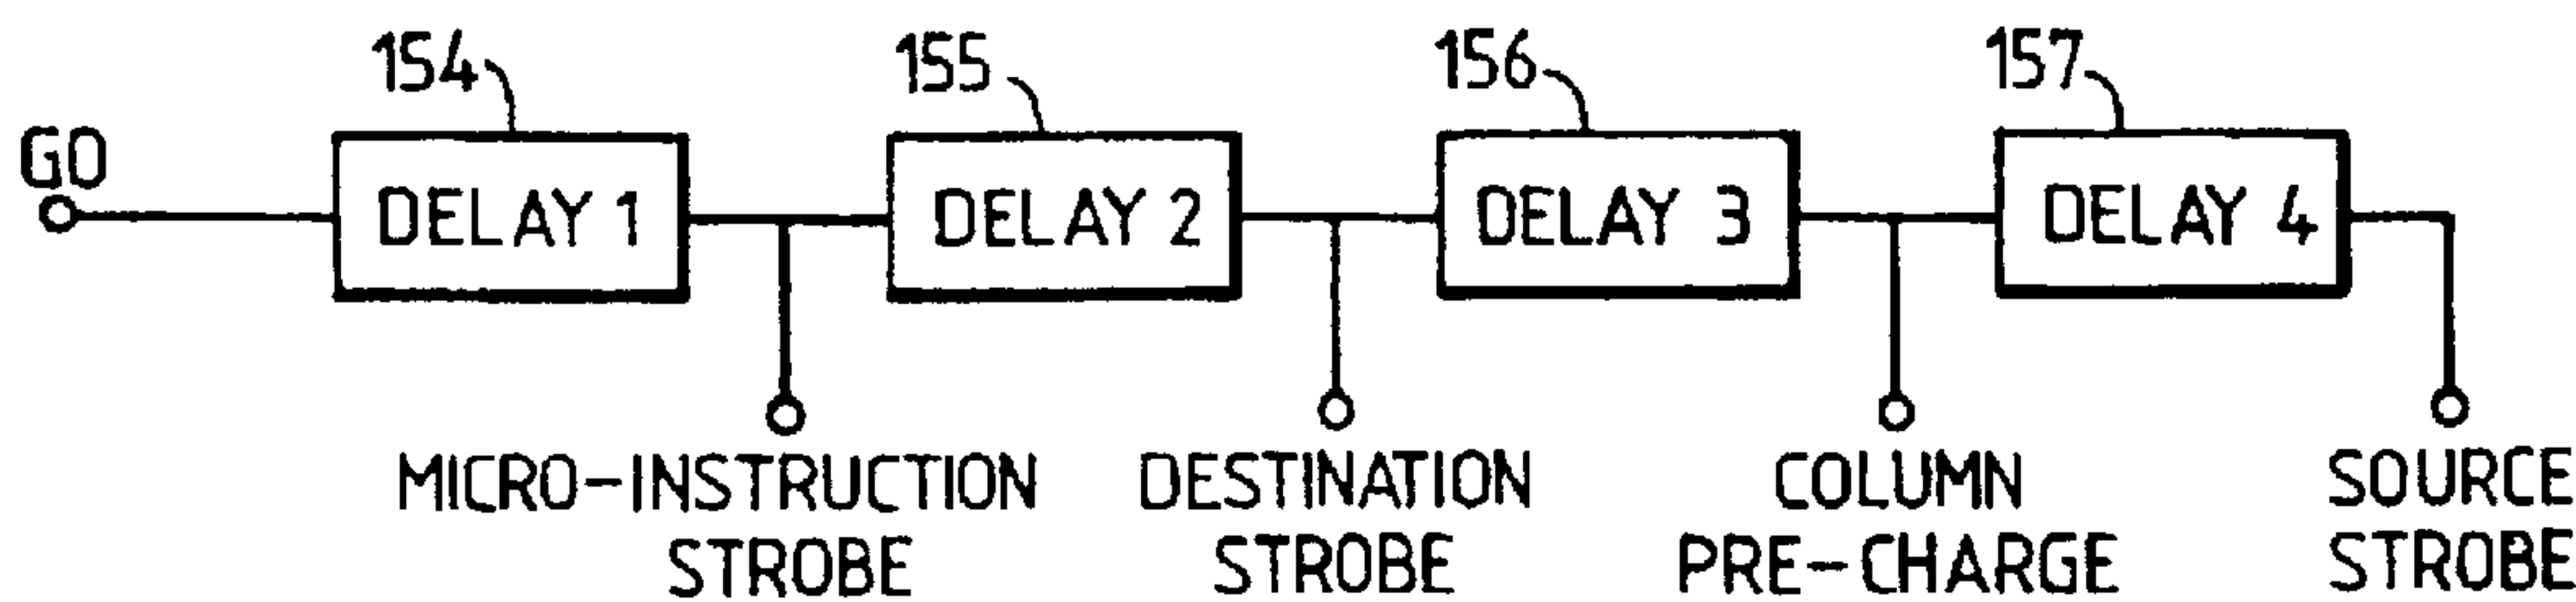 154 155 156 157
GO
DELAY 1 DELAY 2 DELAY 3 DELAY 4
MICRO-INSTRUCTION
STROBE
DESTINATION
STROBE
COLUMN
PRE-CHARGE
SOURCE
STROBE